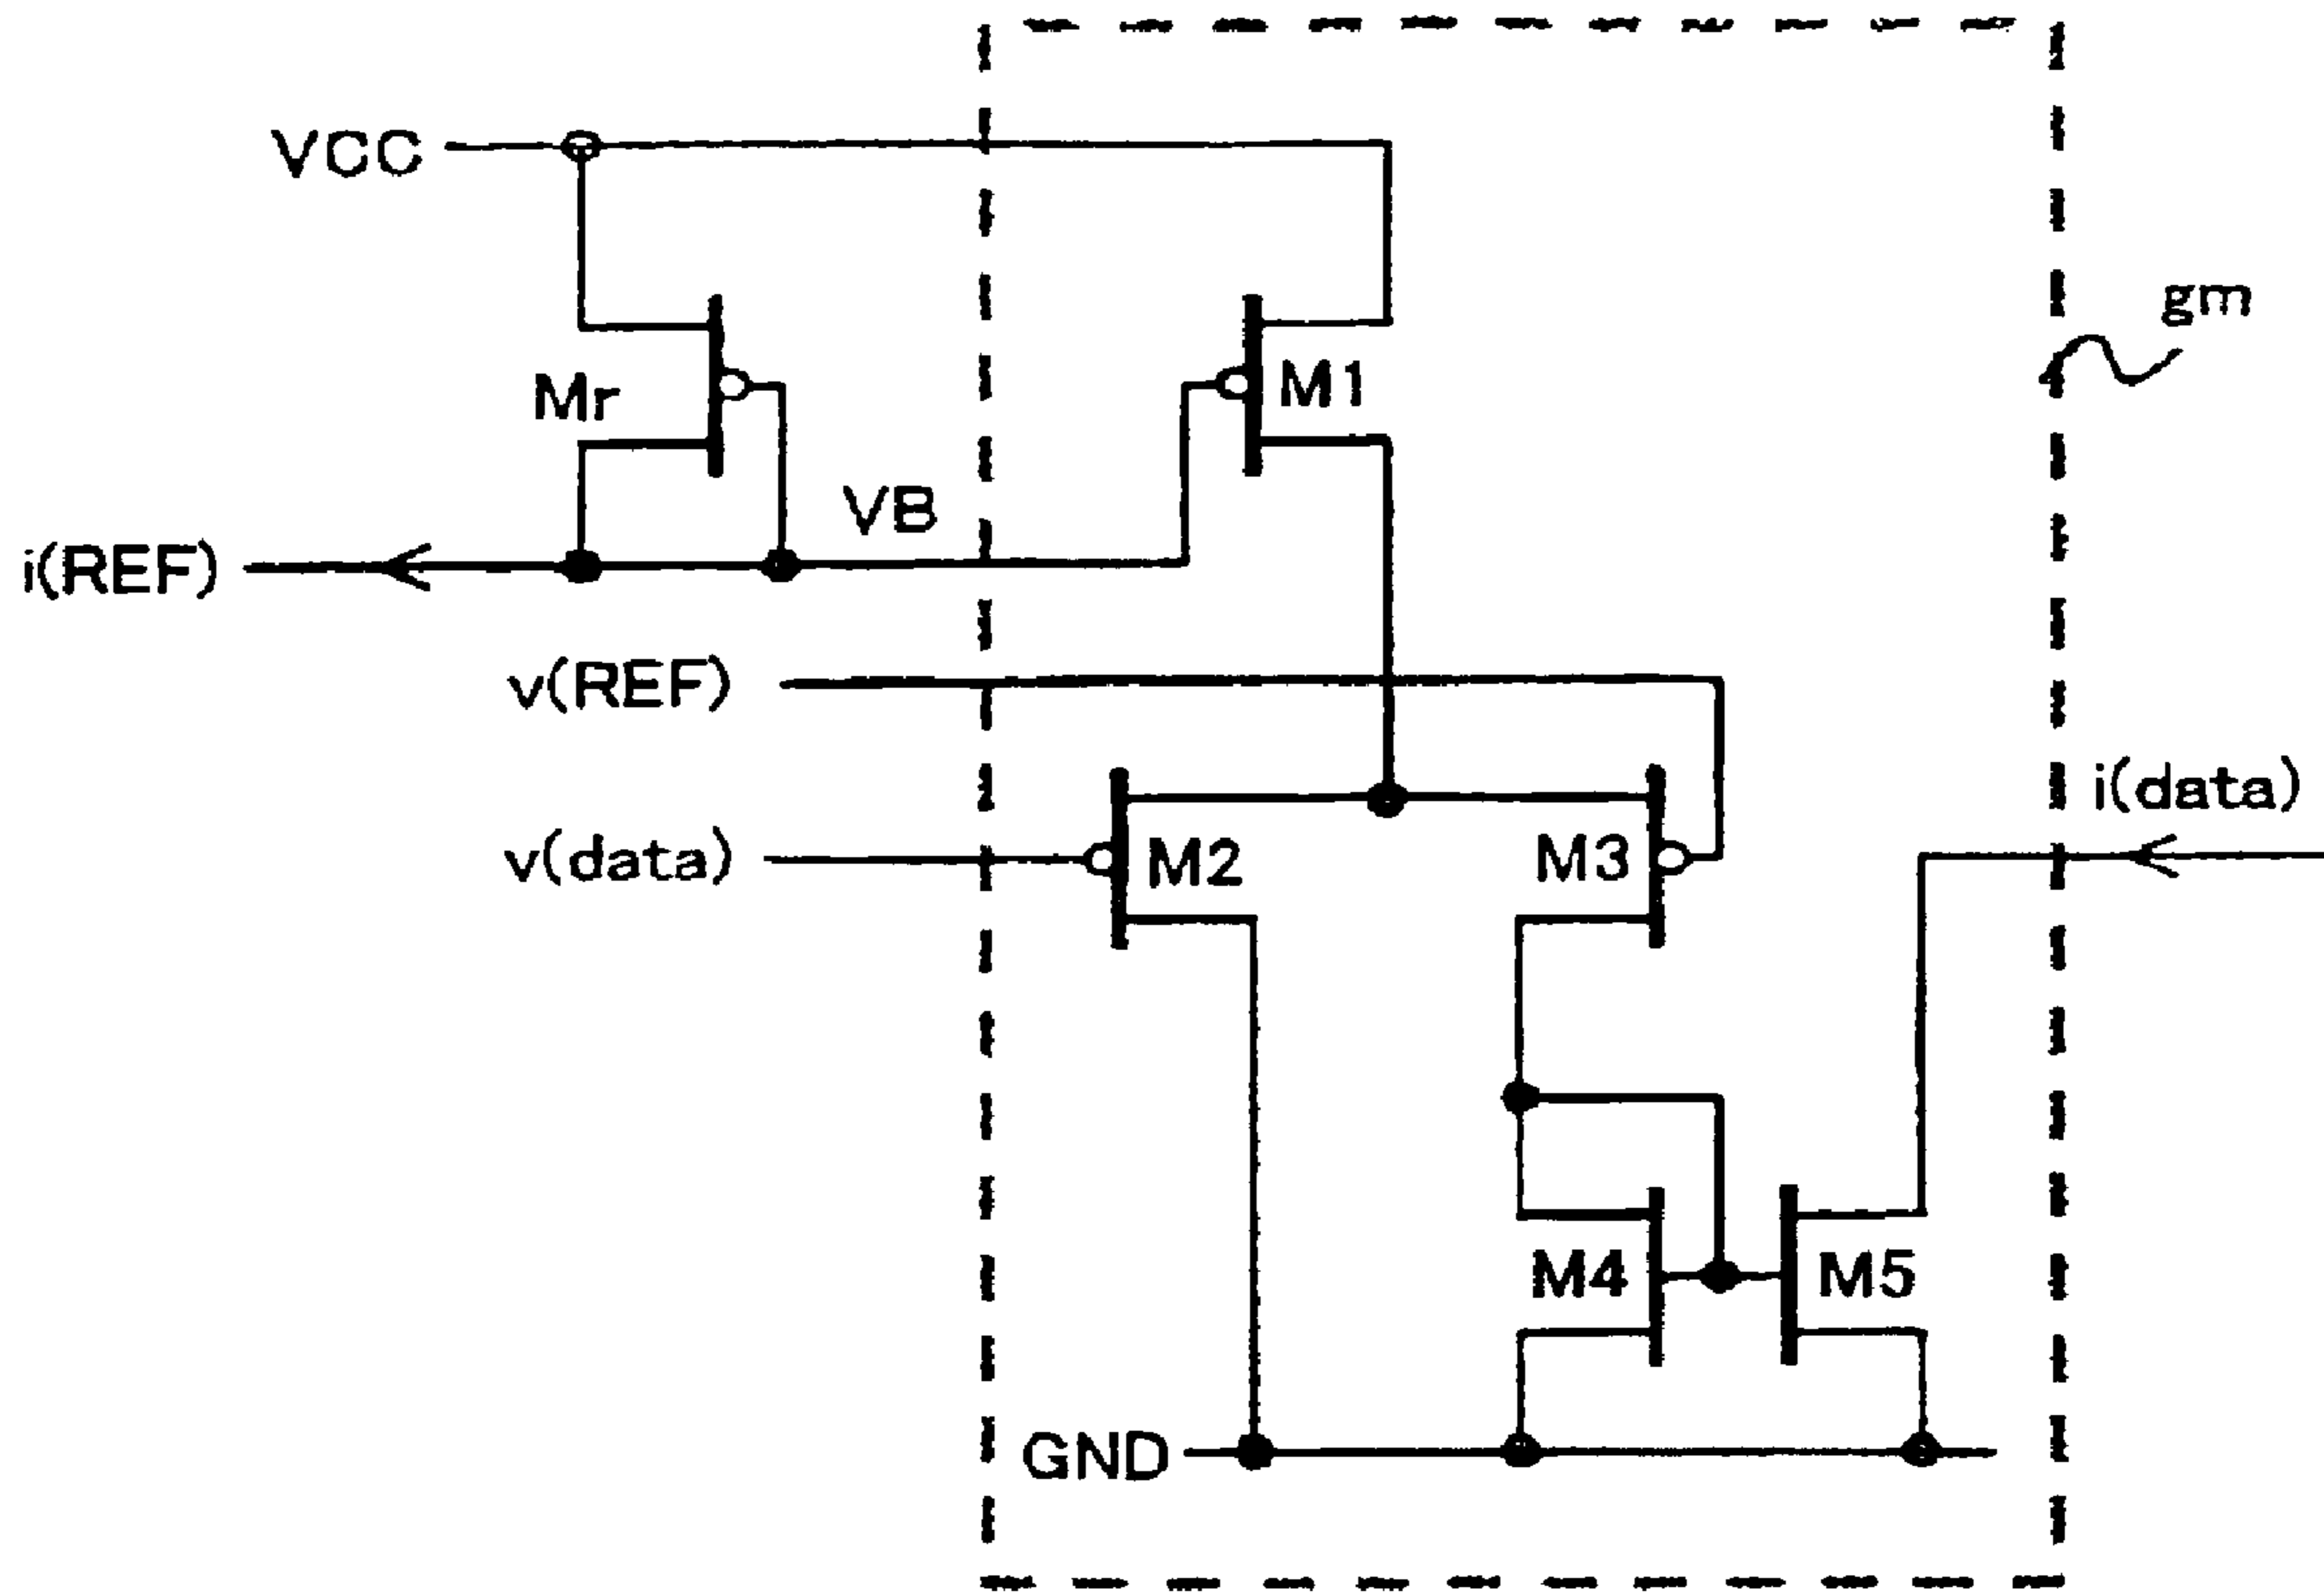 VCC
gm
Mr
M1
VB
i(REF)
v(REF)
i(data)
v(data)
M2
M3
M4
M5
GND